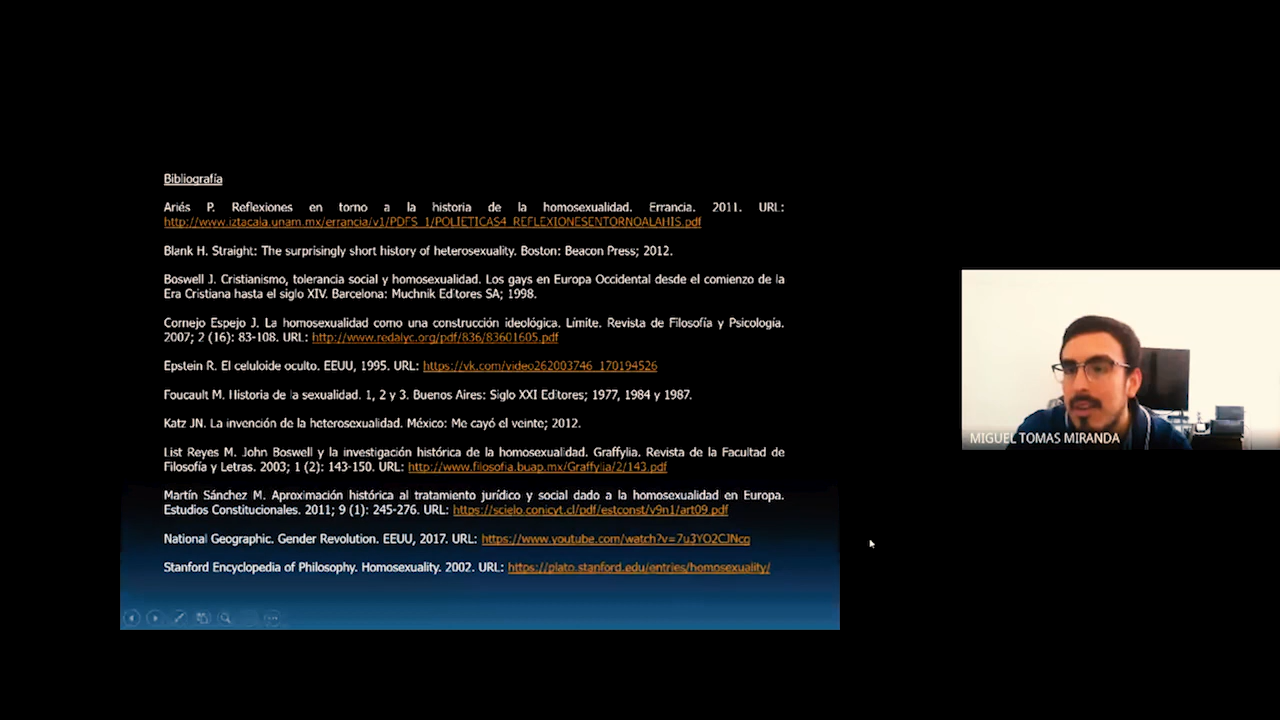 Bibliografía
Ariés P. Reflexiones en torno a la historia de la homosexualidad. Errancia. 2011. URL:
http://www.iztacala.unam.mx/errancia/v1/PDFS_1/POLIETICAS4_REFLEXIONESENTORNOALAHIS.pdf
Blank H. Straight: The surprisingly short history of heterosexuality. Boston: Beacon Press; 2012.
Boswell J. Cristianismo, tolerancia social y homosexualidad. Los gays en Europa Occidental desde el comienzo de la
Era Cristiana hasta el siglo XIV. Barcelona: Muchnik Editores SA; 1998.
Cornejo Espejo J. La homosexualidad como una construcción ideológica. Límite. Revista de Filosofía y Psicología.
2007; 2 (16): 83-108. URL: http://www.redalyc.org/pdf/836/83601605.pdf
Epstein R. El celuloide oculto. EEUU, 1995. URL: https://vk.com/video262003746_170194526
Foucault M. Historia de la sexualidad. 1, 2 y 3. Buenos Aires: Siglo XXI Editores; 1977, 1984 y 1987.
Katz JN. La invención de la heterosexualidad. México: Me cayó el veinte; 2012.
List Reyes M. John Boswell y la investigación histórica de la homosexualidad. Graffylia. Revista de la Facultad de
Filosofía y Letras. 2003; 1 (2): 143-150. URL: http://www.filosofia.buap.mx/Graffylia/2/143.pdf
Martín Sánchez M. Aproximación histórica al tratamiento jurídico y social dado a la homosexualidad en Europa.
Estudios Constitucionales. 2011; 9 (1): 245-276. URL: https://scielo.conicyt.cl/pdf/estconst/v9n1/art09.pdf
National Geographic. Gender Revolution. EEUU, 2017. URL: https://www.youtube.com/watch?v=7u3YO2CJNcg
Stanford Encyclopedia of Philosophy. Homosexuality. 2002. URL: https://plato.stanford.edu/entries/homosexuality/
MIGUEL TOMAS MIRANDA